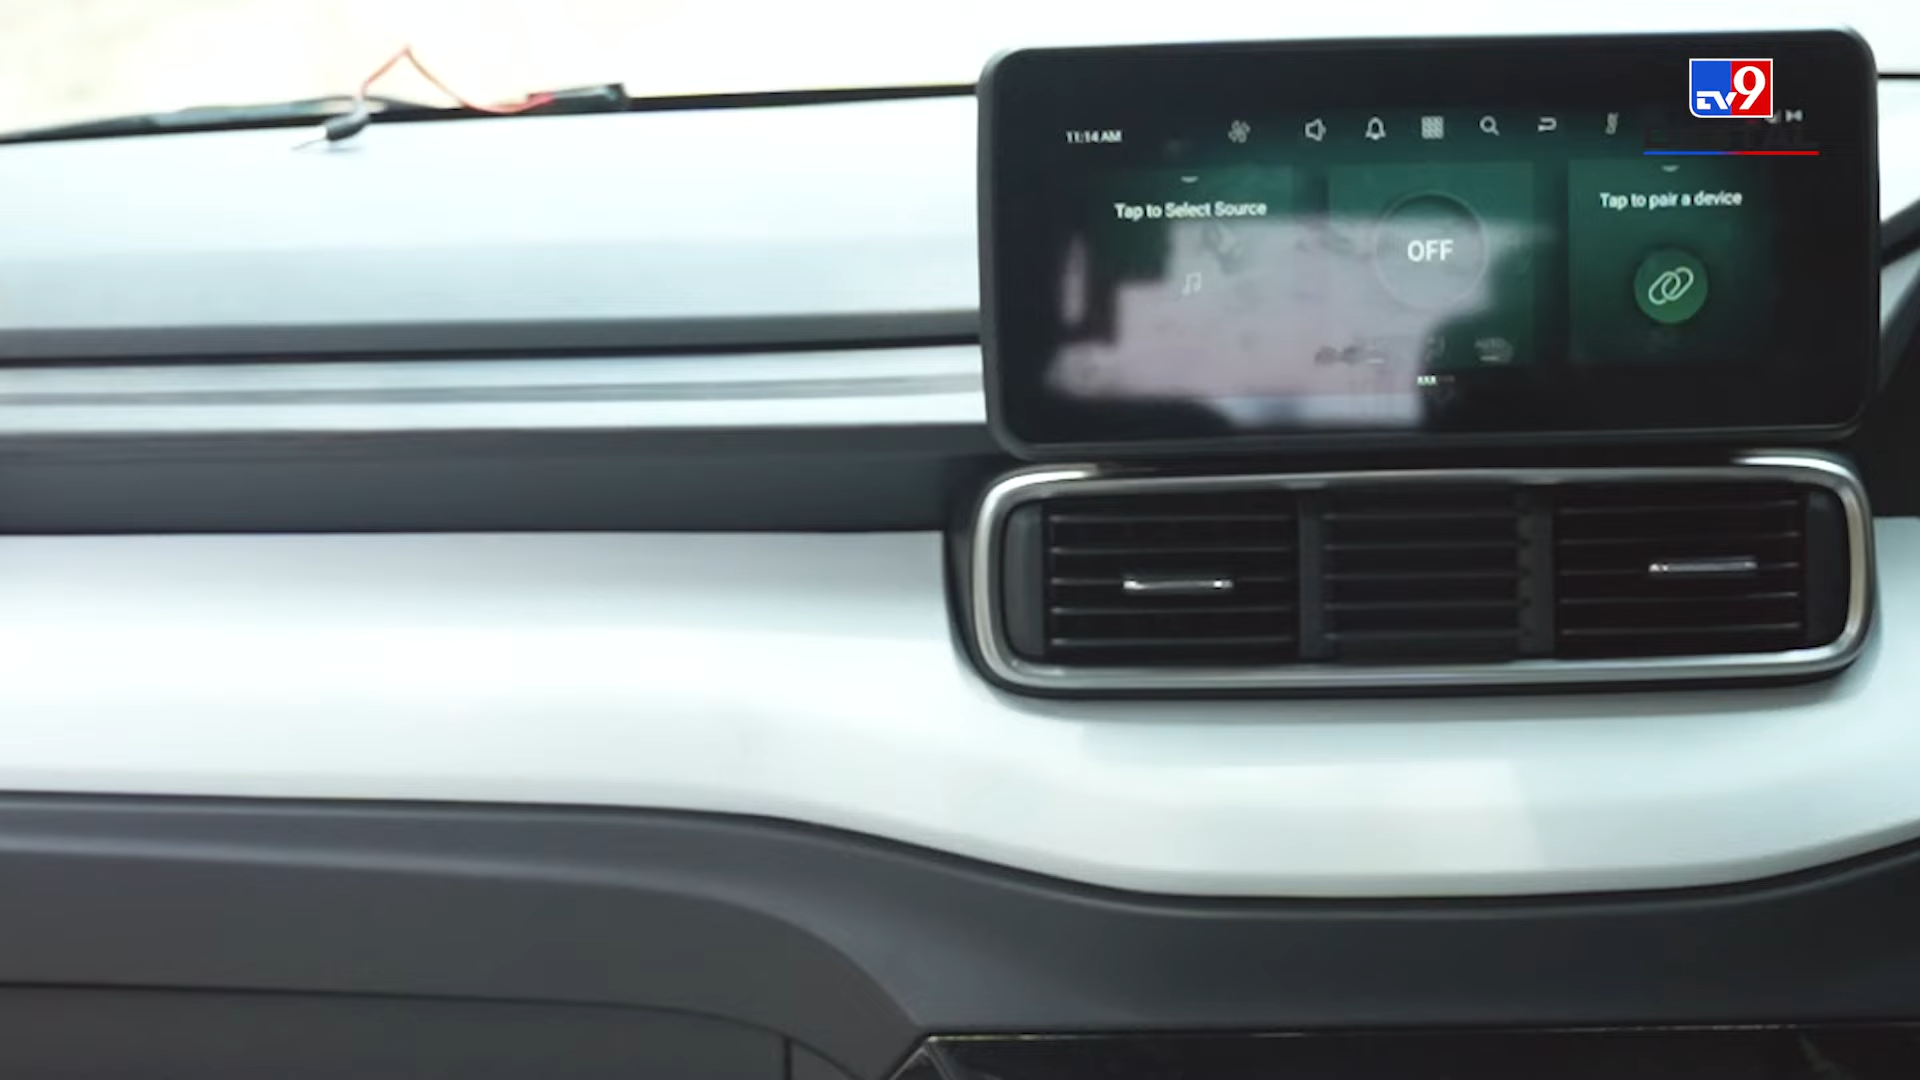 TV9
11:14 AM
Tap to Select Source
OFF
Tap to pair a device